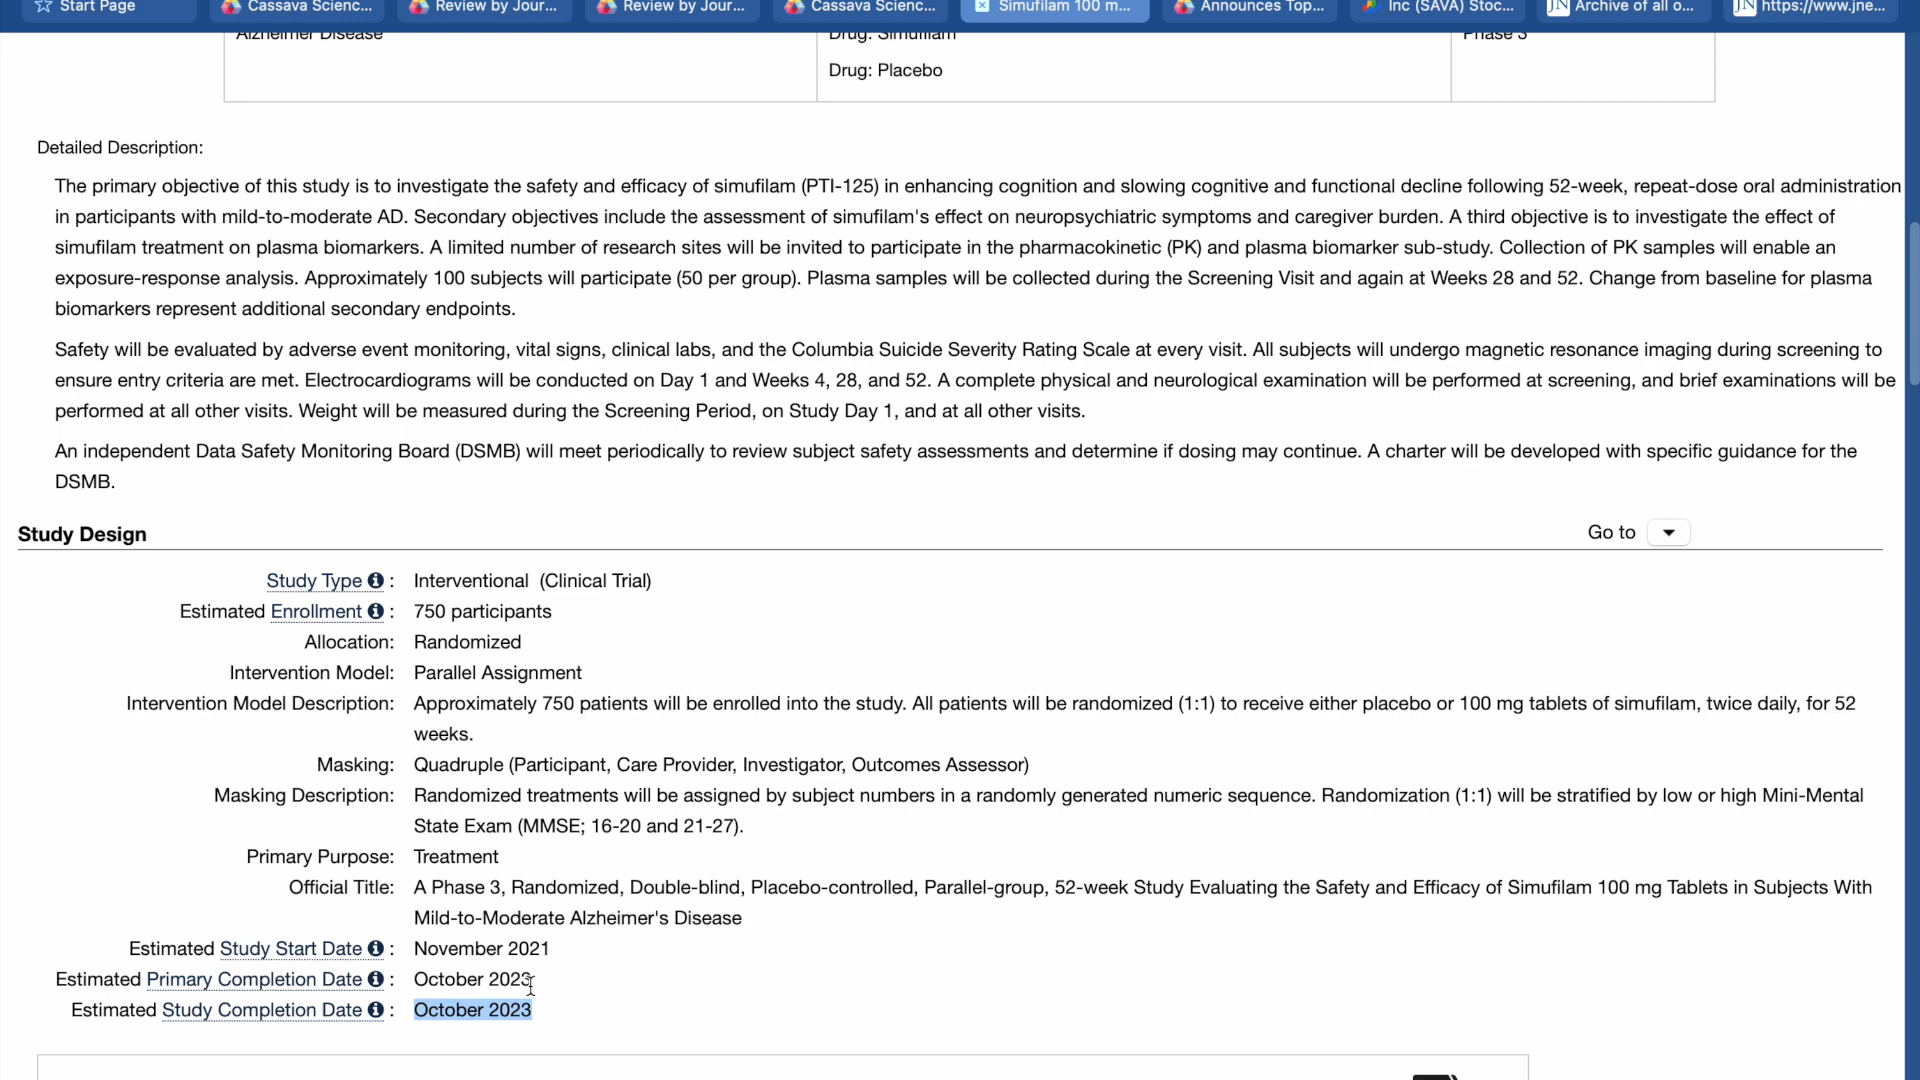 Start Page
Cassava Scienc...
Review by Jour...
Review by Jour...
Cassava Scienc...
Simufilam 100 m...
Announces Top...
Inc (SAVA) Stoc...
JN Archive of all o...
JN https://www.jne...
Alzheimer Disease
Drug: Simufilam
Phase 3
Drug: Placebo
Detailed Description:
The primary objective of this study is to investigate the safety and efficacy of simufilam (PTI-125) in enhancing cognition and slowing cognitive and functional decline following 52-week, repeat-dose oral administration
in participants with mild-to-moderate AD. Secondary objectives include the assessment of simufilam's effect on neuropsychiatric symptoms and caregiver burden. A third objective is to investigate the effect of
simufilam treatment on plasma biomarkers. A limited number of research sites will be invited to participate in the pharmacokinetic (PK) and plasma biomarker sub-study. Collection of PK samples will enable an
exposure-response analysis. Approximately 100 subjects will participate (50 per group). Plasma samples will be collected during the Screening Visit and again at Weeks 28 and 52. Change from baseline for plasma
biomarkers represent additional secondary endpoints.
Safety will be evaluated by adverse event monitoring, vital signs, clinical labs, and the Columbia Suicide Severity Rating Scale at every visit. All subjects will undergo magnetic resonance imaging during screening to
ensure entry criteria are met. Electrocardiograms will be conducted on Day 1 and Weeks 4, 28, and 52. A complete physical and neurological examination will be performed at screening, and brief examinations will be
performed at all other visits. Weight will be measured during the Screening Period, on Study Day 1, and at all other visits.
An independent Data Safety Monitoring Board (DSMB) will meet periodically to review subject safety assessments and determine if dosing may continue. A charter will be developed with specific guidance for the
DSMB.
Study Design
Go to
Study Type : Interventional (Clinical Trial)
Estimated Enrollment : 750 participants
Allocation: Randomized
Intervention Model: Parallel Assignment
Intervention Model Description: Approximately 750 patients will be enrolled into the study. All patients will be randomized (1:1) to receive either placebo or 100 mg tablets of simufilam, twice daily, for 52
weeks.
Masking: Quadruple (Participant, Care Provider, Investigator, Outcomes Assessor)
Masking Description: Randomized treatments will be assigned by subject numbers in a randomly generated numeric sequence. Randomization (1:1) will be stratified by low or high Mini-Mental
State Exam (MMSE; 16-20 and 21-27).
Primary Purpose: Treatment
Official Title: A Phase 3, Randomized, Double-blind, Placebo-controlled, Parallel-group, 52-week Study Evaluating the Safety and Efficacy of Simufilam 100 mg Tablets in Subjects With
Mild-to-Moderate Alzheimer's Disease
Estimated Study Start Date : November 2021
Estimated Primary Completion Date : October 2023
Estimated Study Completion Date : October 2023